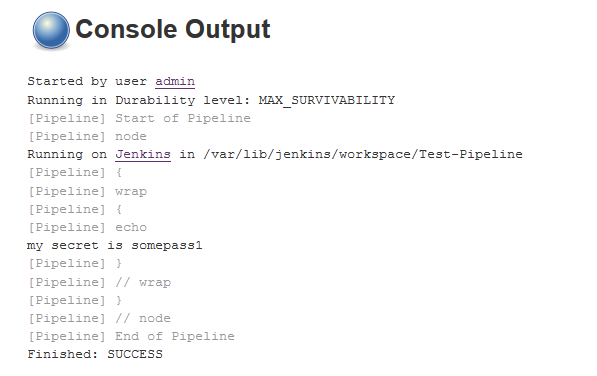 Console Output
Started by user admin
Running in Durability level: MAX_SURVIVABILITY
[Pipeline] Start of Pipeline
[Pipeline] node
Running on Jenkins in /var/lib/jenkins/workspace/Test-Pipeline
[Pipeline] {
[Pipeline] wrap
[Pipeline] {
[Pipeline] echo
my secret is somepass1
[Pipeline] }
[Pipeline] // wrap
[Pipeline] }
[Pipeline] // node
[Pipeline] End of Pipeline
Finished: SUCCESS